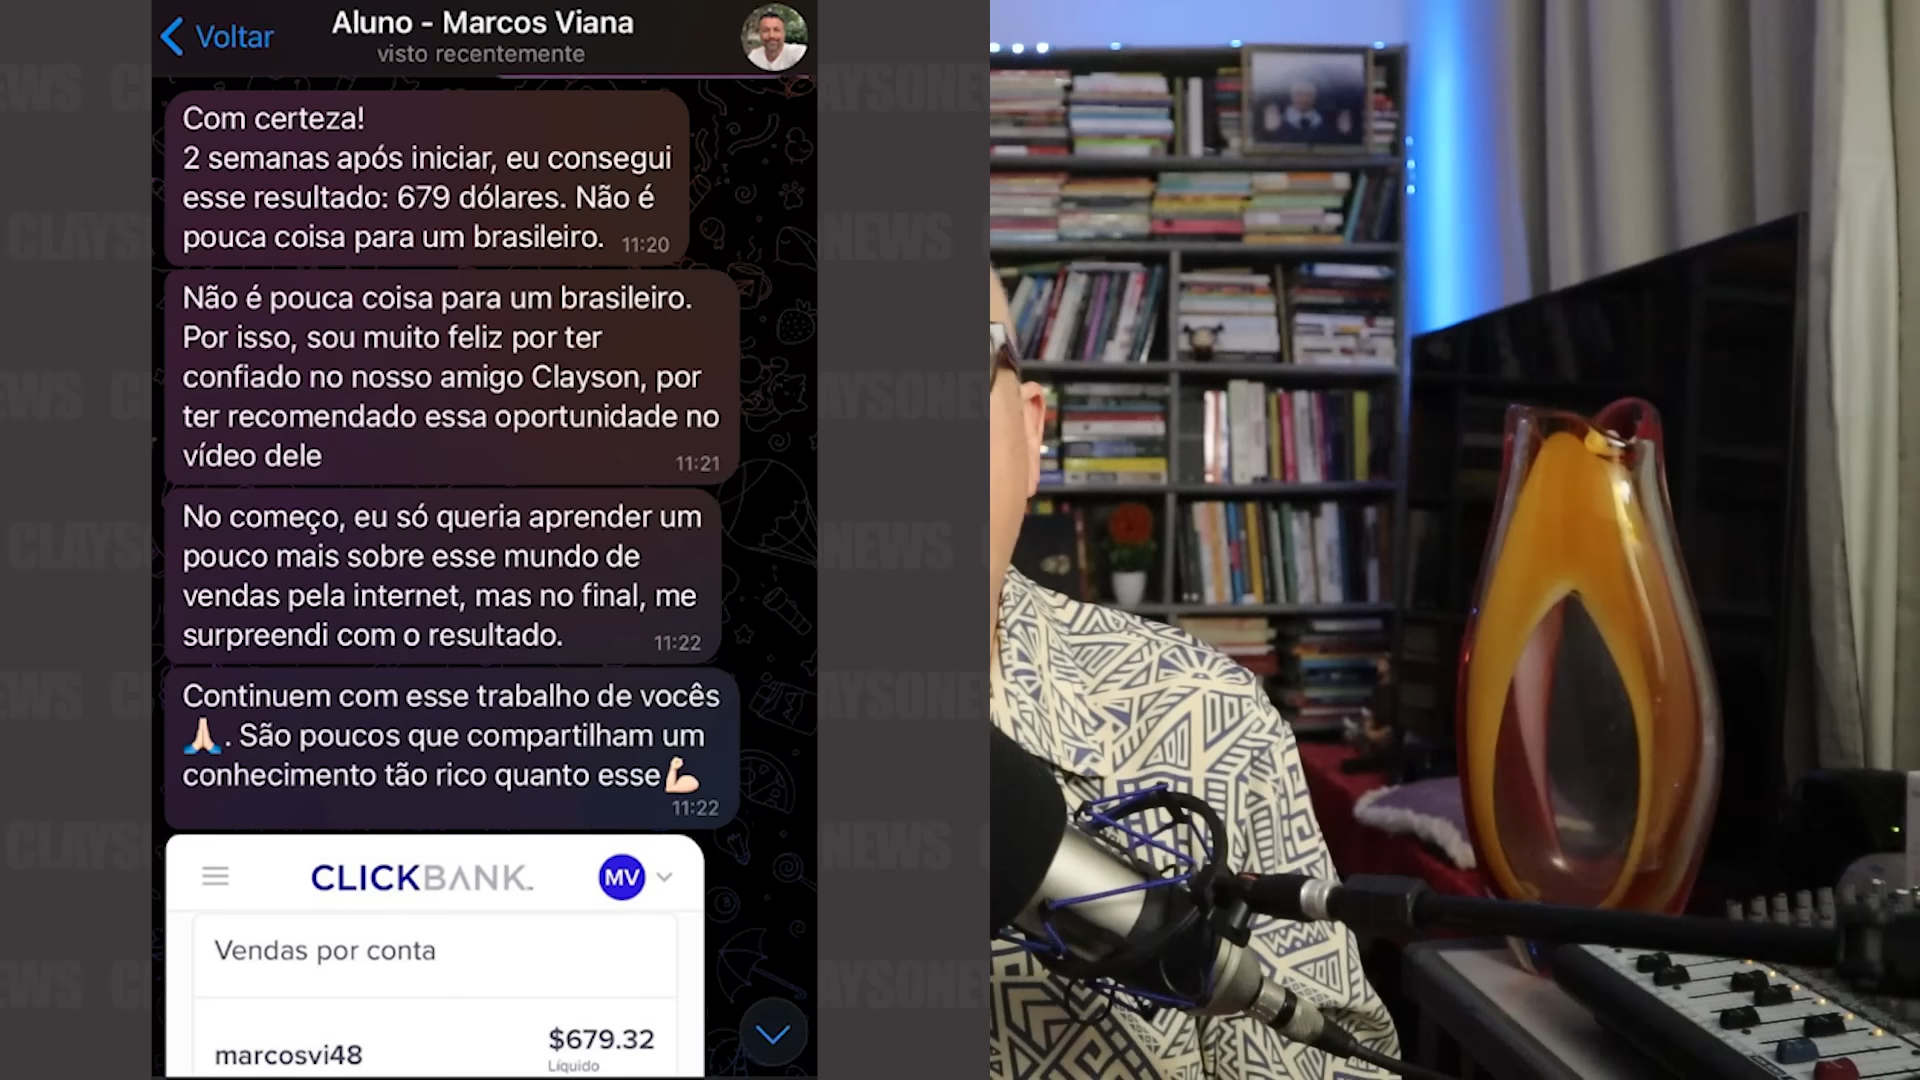 Voltar
Aluno - Marcos Viana
visto recentemente
Com certeza!
2 semanas após iniciar, eu consegui
esse resultado: 679 dólares. Não é
pouca coisa para um brasileiro. 11:20
Não é pouca coisa para um brasileiro.
Por isso, sou muito feliz por ter
confiado no nosso amigo Clayson, por
ter recomendado essa oportunidade no
vídeo dele 11:21
No começo, eu só queria aprender um
pouco mais sobre esse mundo de
vendas pela internet, mas no final, me
surpreendi com o resultado. 11:22
Continuem com esse trabalho de vocês
🙏🏻. São poucos que compartilham um
conhecimento tão rico quanto esse💪🏻
11:22
CLICKBANK.
MV
Vendas por conta
marcosvi48
$679.32
Líquido